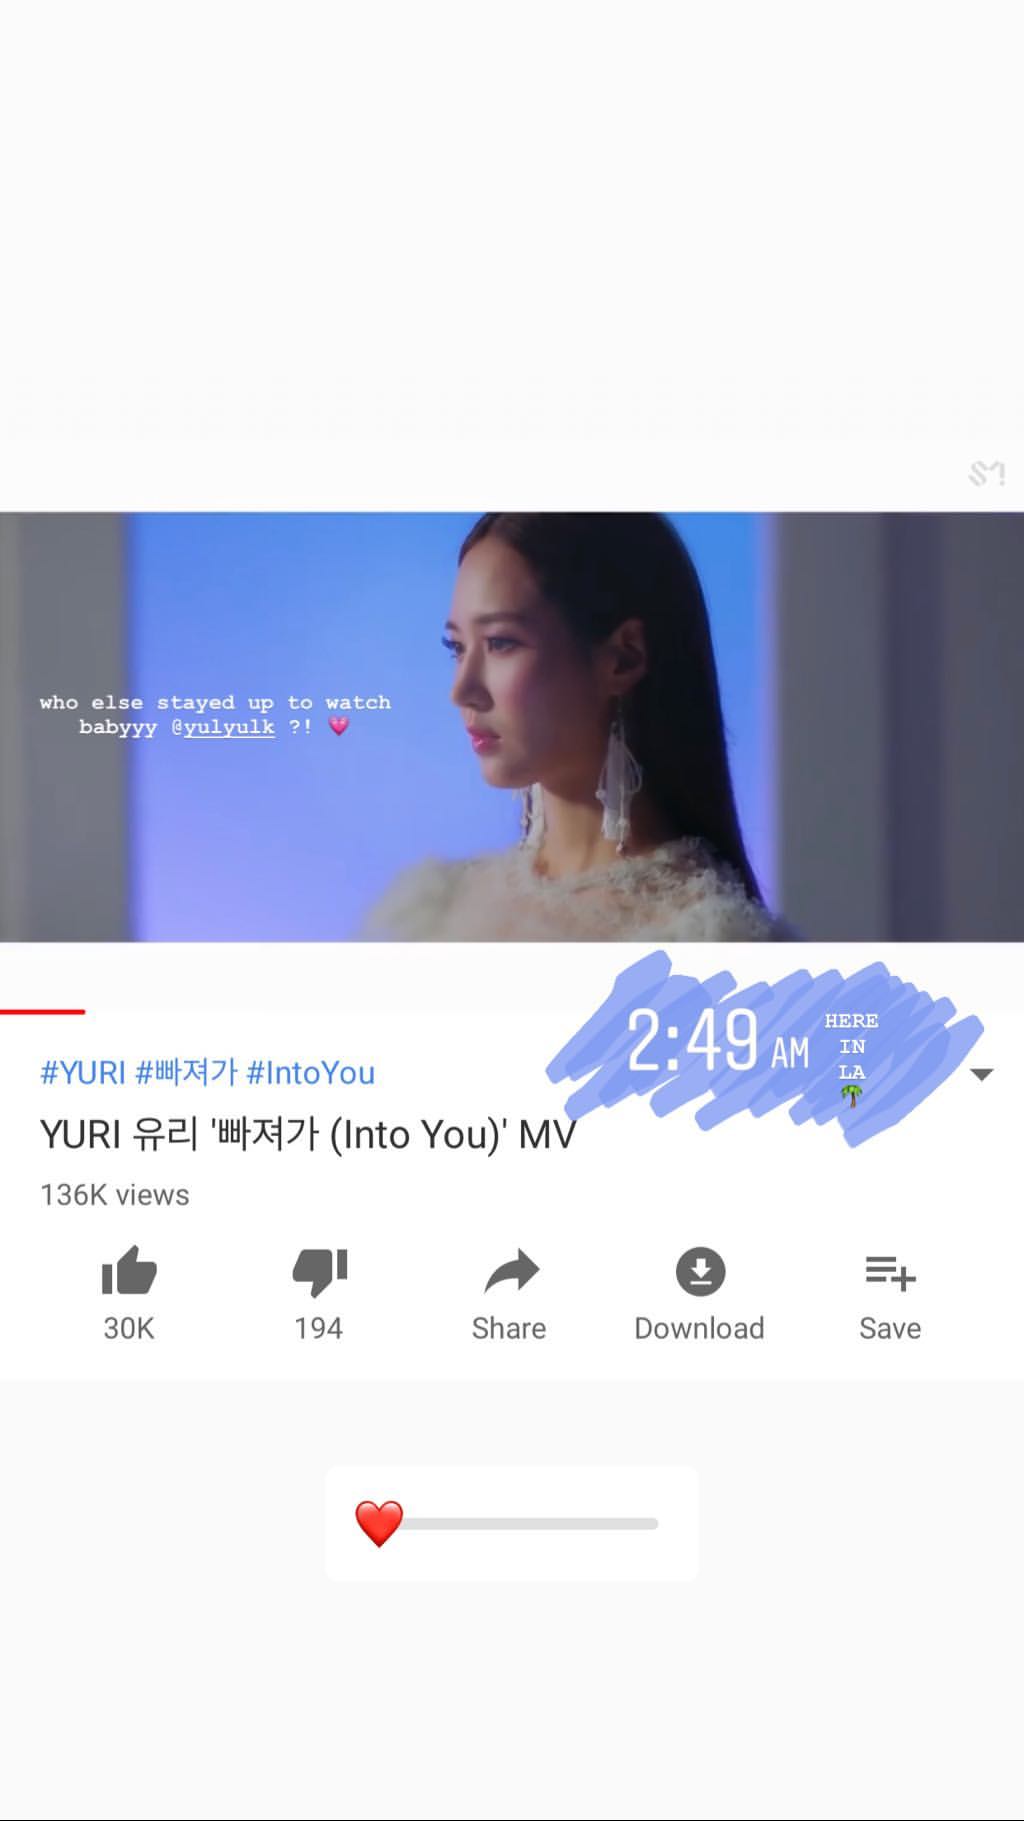 SM
who else stayed up to watch
babyyy @yulyulk ?! 💗
2:49 AM
HERE
IN
LA
🌴
#YURI #빠져가 #IntoYou
YURI 유리 '빠져가 (Into You)' MV
136K views
30K
194
Share
Download
Save